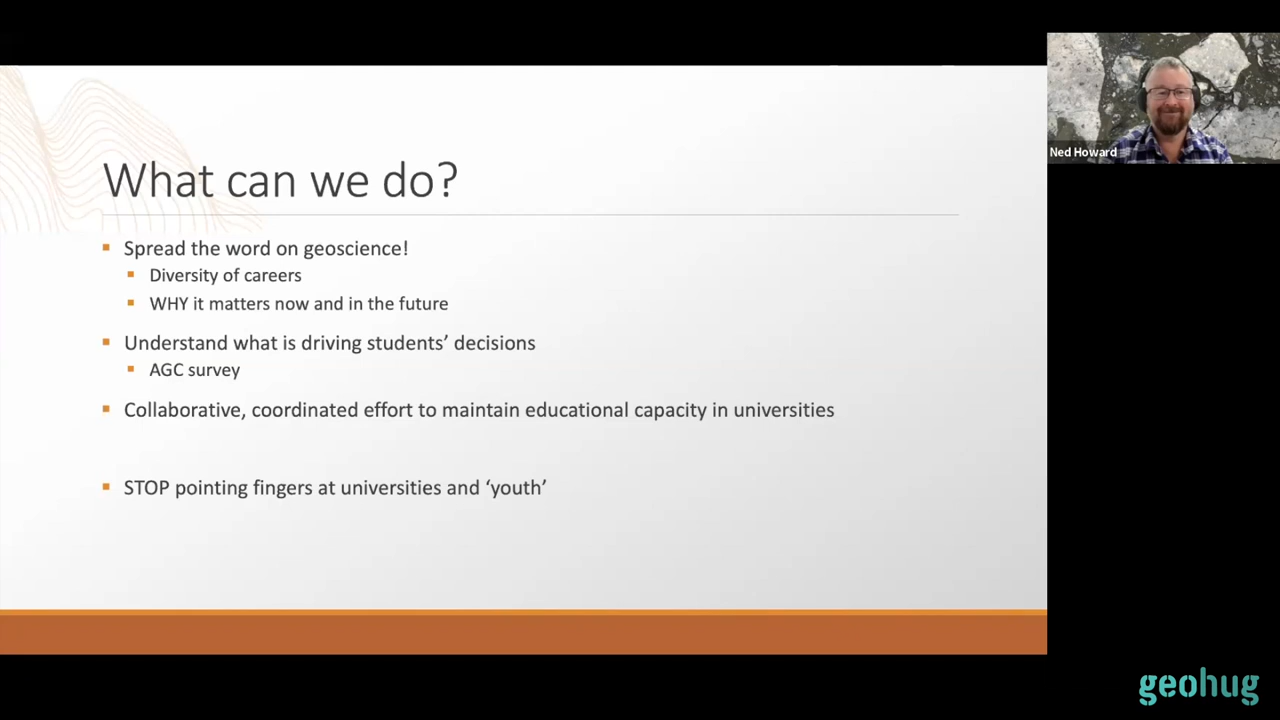 What can we do?
Spread the word on geoscience!
Diversity of careers
WHY it matters now and in the future
Understand what is driving students’ decisions
AGC survey
Collaborative, coordinated effort to maintain educational capacity in universities
STOP pointing fingers at universities and ‘youth’
Ned Howard
geohug